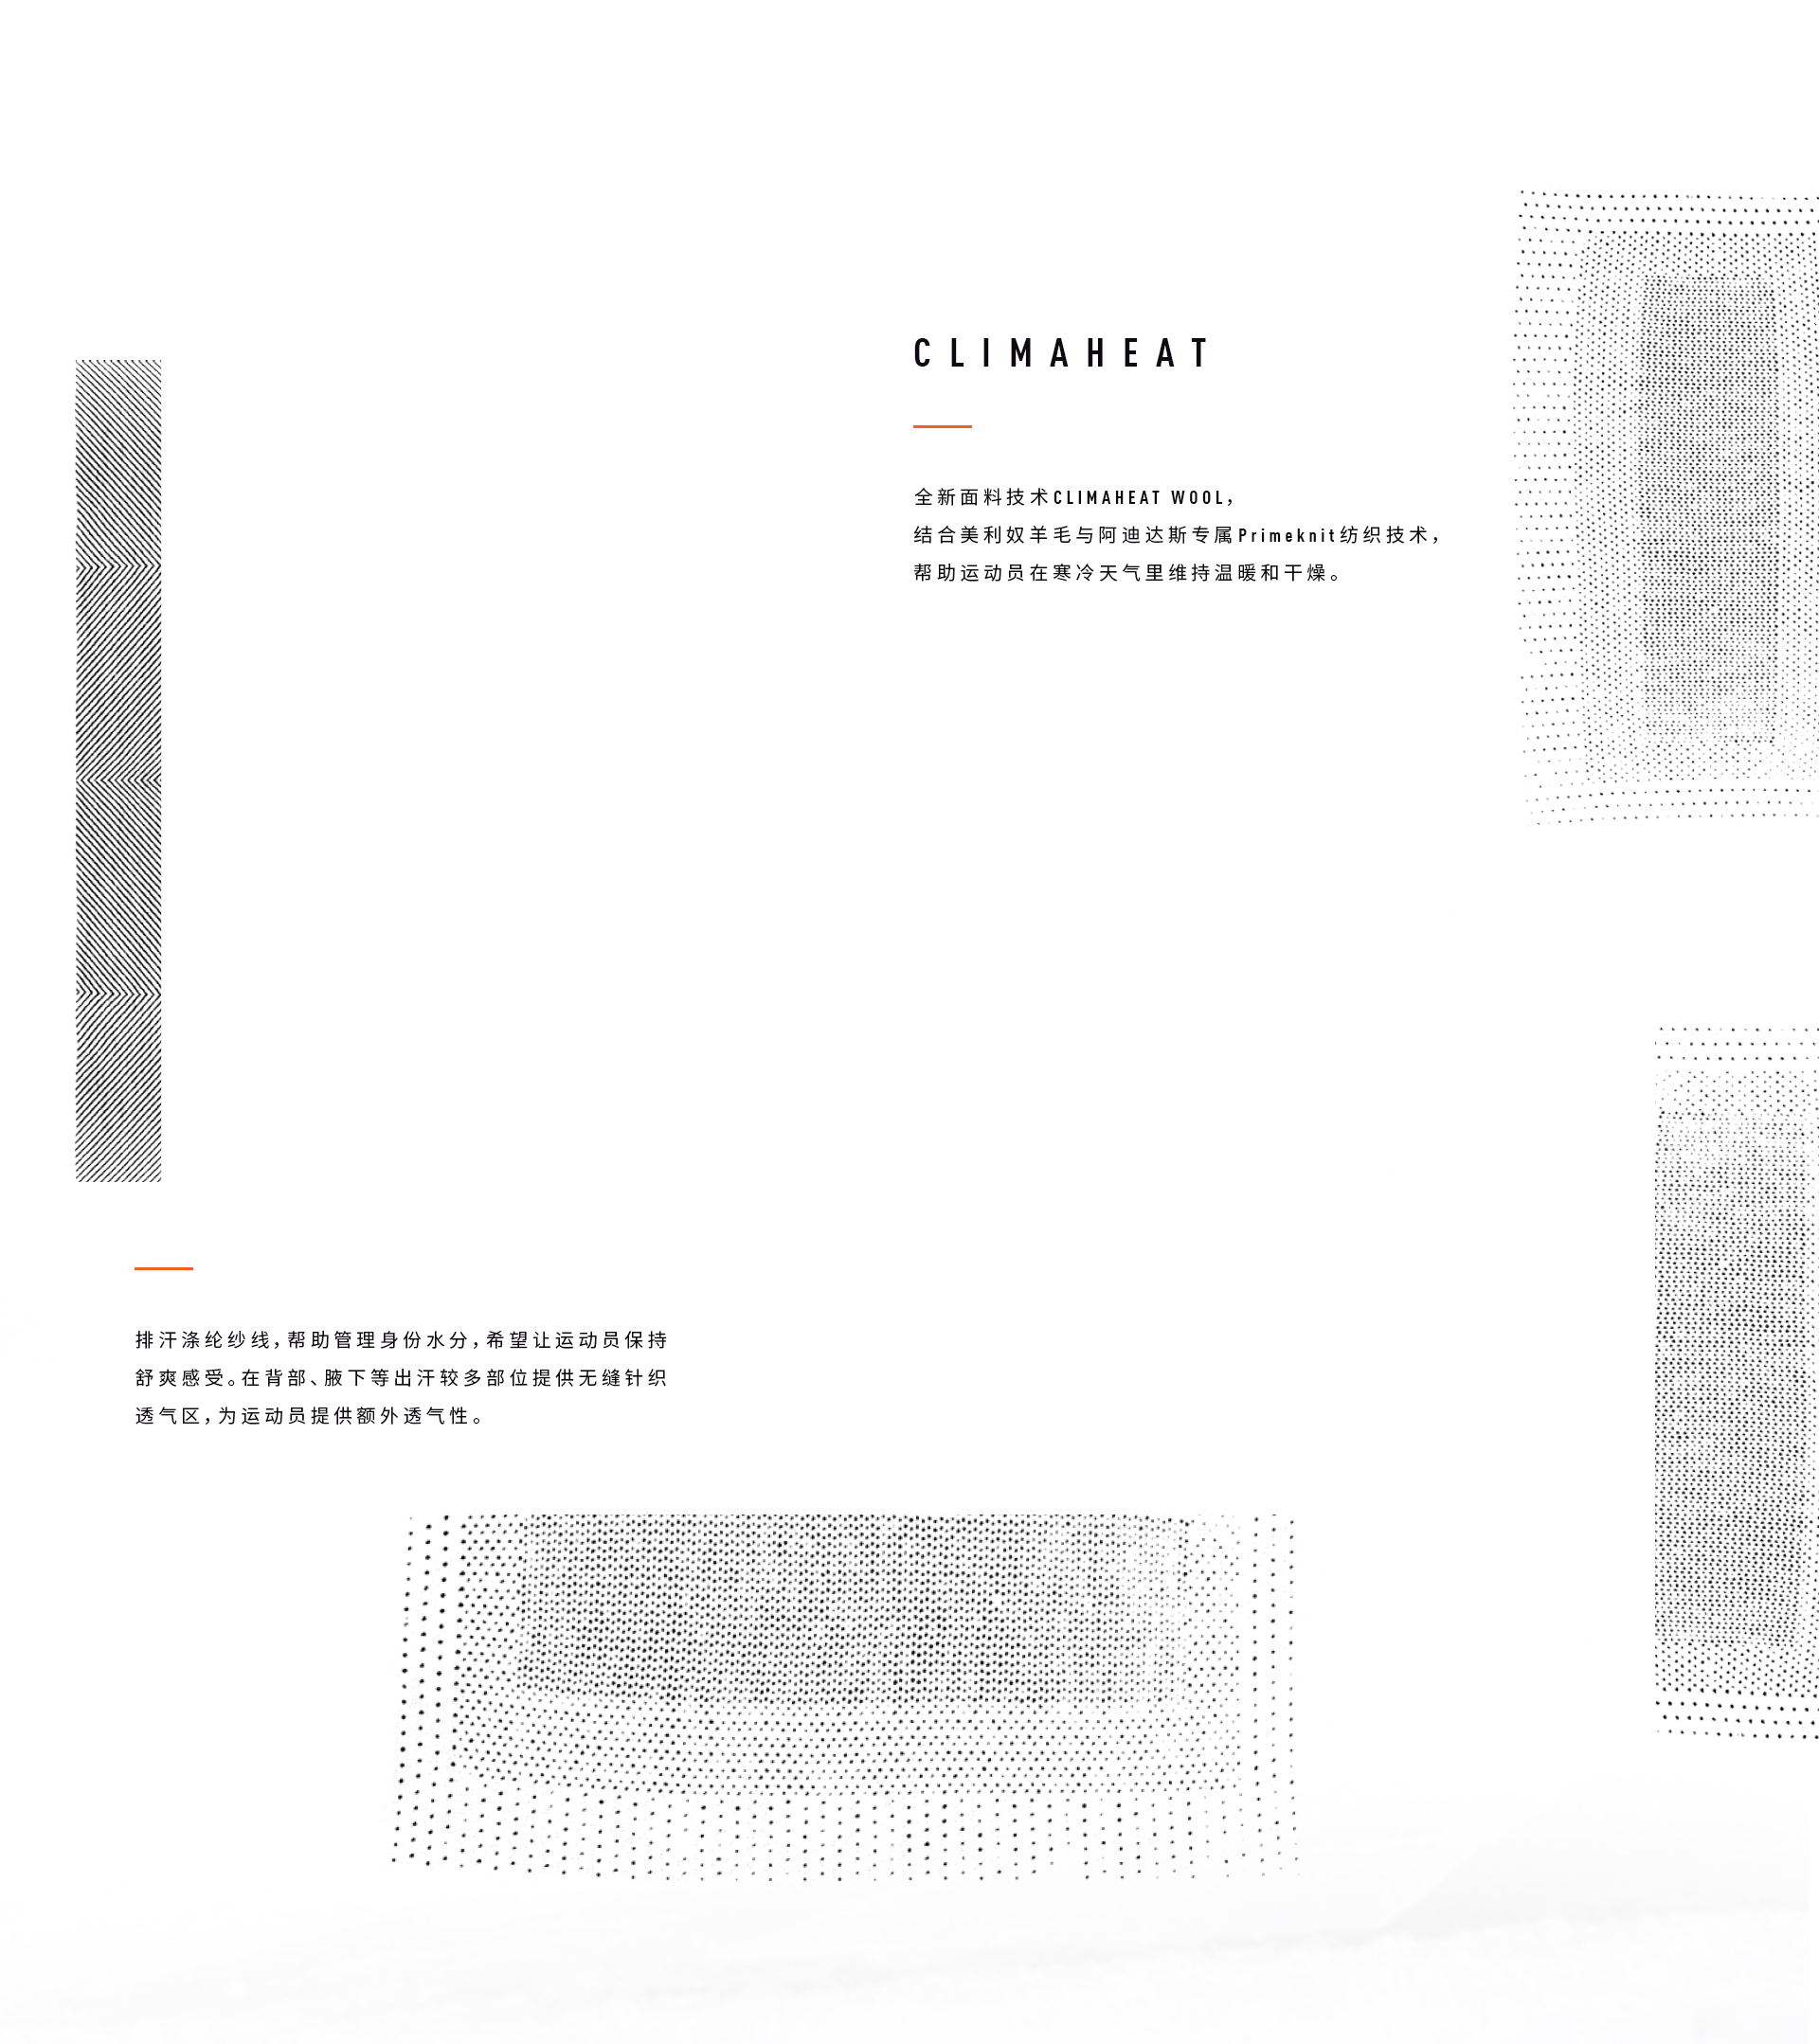 CLIMAHEAT
全新面料技术CLIMAHEAT WOOL，
结合美利奴羊毛与阿迪达斯专属Primeknit纺织技术，
帮助运动员在寒冷天气里维持温暖和干燥。
排汗涤纶纱线，帮助管理身份水分，希望让运动员保持
舒爽感受。在背部、腋下等出汗较多部位提供无缝针织
透气区，为运动员提供额外透气性。